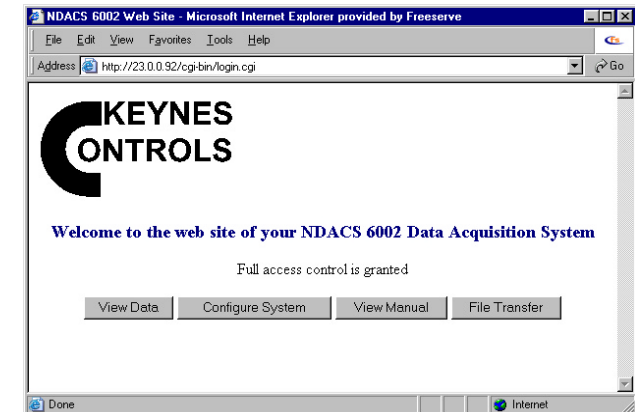 NDACS 6002 Web Site - Microsoft Internet Explorer provided by Freeserve
File Edit View Favorites Tools Help
Address http://23.0.0.92/cgi-bin/login.cgi Go
KEYNES
CONTROLS
Welcome to the web site of your NDACS 6002 Data Acquisition System
Full access control is granted
View Data Configure System View Manual File Transfer
Done Internet